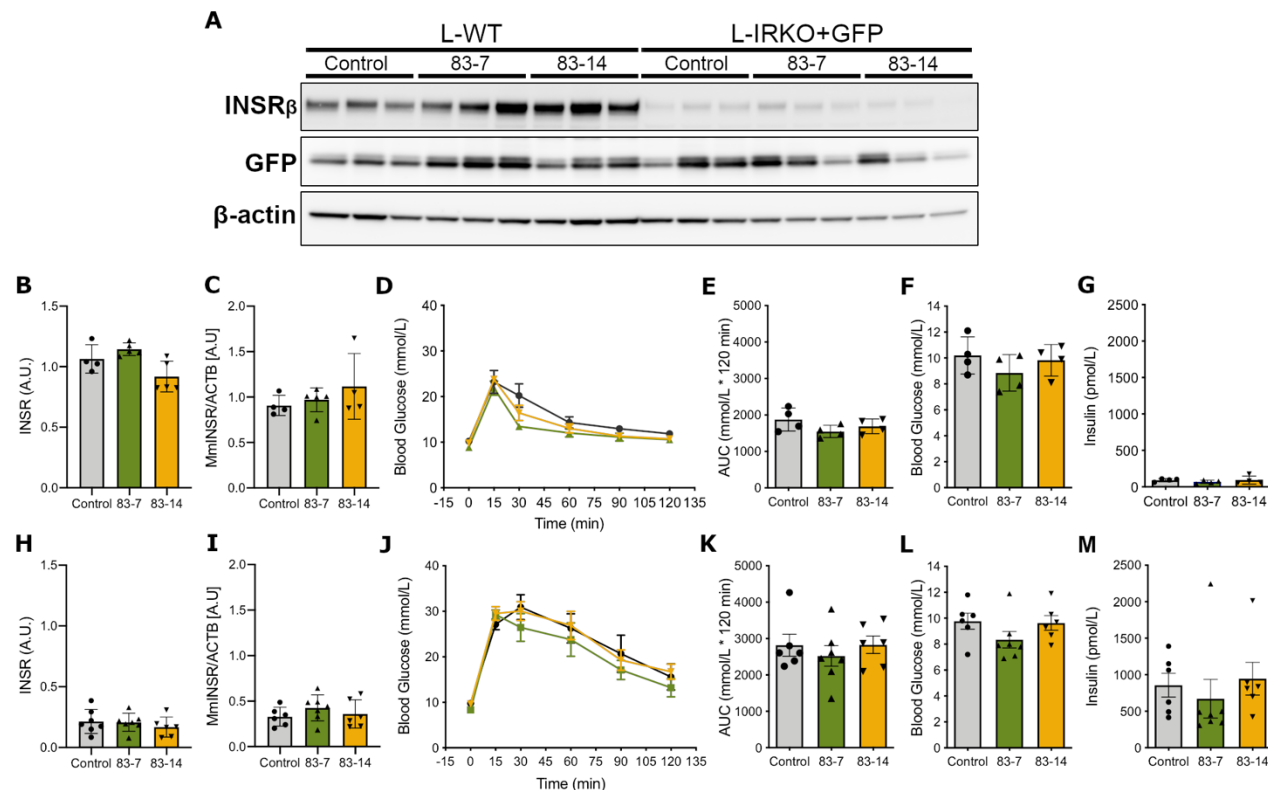 A
L-WT L-IRKO+GFP
Control 83-7 83-14 Control 83-7 83-14
INSRβ
GFP
β-actin
B C D E F G
INSR (A.U.)
1.5
1.0
0.5
0.0
Control 83-7 83-14
MmINSR/ACTB [A.U]
2.0
1.5
1.0
0.5
0.0
Control 83-7 83-14
Blood Glucose (mmol/L)
40
30
20
10
0
-15 0 15 30 45 60 75 90 105 120 135
Time (min)
AUC (mmol/L * 120 min)
5000
4000
3000
2000
1000
0
Control 83-7 83-14
Blood Glucose (mmol/L)
14
12
10
8
6
4
2
0
Control 83-7 83-14
Insulin (pmol/L)
2500
2000
1500
1000
500
0
Control 83-7 83-14
H I J K L M
INSR (A.U.)
1.5
1.0
0.5
0.0
Control 83-7 83-14
MmINSR/ACTB [A.U]
2.0
1.5
1.0
0.5
0.0
Control 83-7 83-14
Blood Glucose (mmol/L)
40
30
20
10
0
-15 0 15 30 45 60 75 90 105 120 135
Time (min)
AUC (mmol/L * 120 min)
5000
4000
3000
2000
1000
0
Control 83-7 83-14
Blood Glucose (mmol/L)
14
12
10
8
6
4
2
0
Control 83-7 83-14
Insulin (pmol/L)
2500
2000
1500
1000
500
0
Control 83-7 83-14